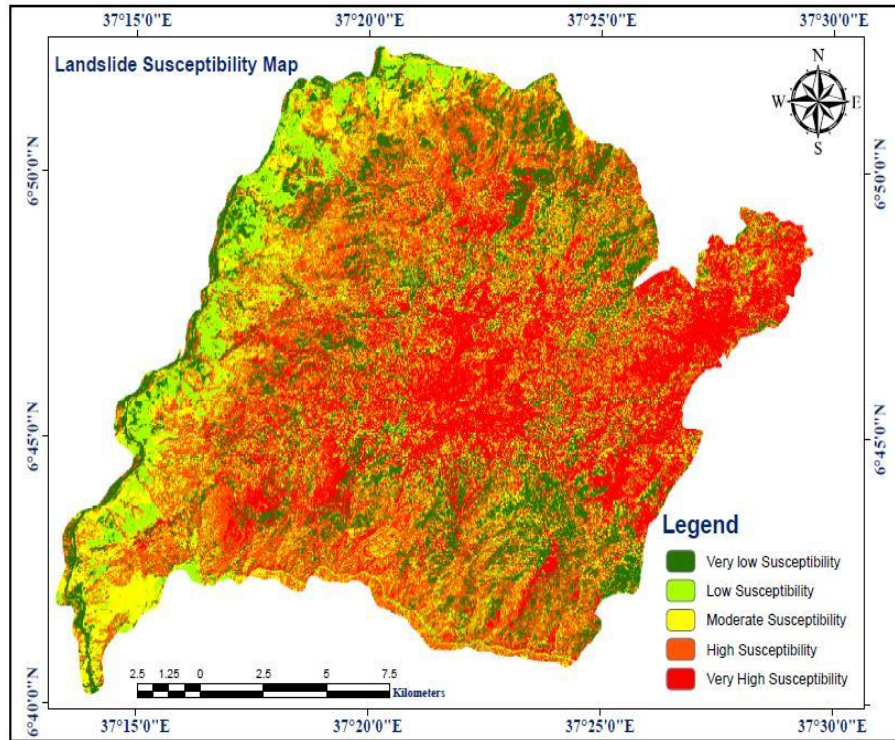 37°15'0"E 37°20'0"E 37°25'0"E 37°30'0"E
Landslide Susceptibility Map
N
W E
S
6°50'0"N 6°50'0"N
6°45'0"N 6°45'0"N
Legend
Very low Susceptibility
Low Susceptibility
Moderate Susceptibility
High Susceptibility
Very High Susceptibility
2.5 1.25 0 2.5 5 7.5
Kilometers
6°40'0"N 6°40'0"N
37°15'0"E 37°20'0"E 37°25'0"E 37°30'0"E